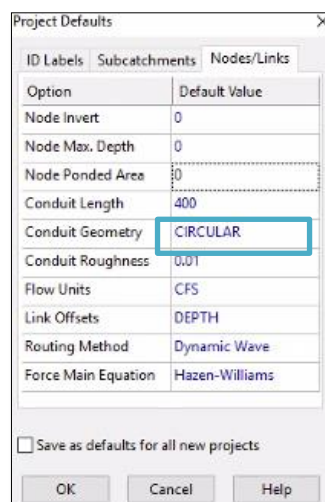 Project Defaults
ID Labels Subcatchments Nodes/Links
Option Default Value
Node Invert 0
Node Max. Depth 0
Node Ponded Area 0
Conduit Length 400
Conduit Geometry CIRCULAR
Conduit Roughness 0.01
Flow Units CFS
Link Offsets DEPTH
Routing Method Dynamic Wave
Force Main Equation Hazen-Williams
Save as defaults for all new projects
OK Cancel Help